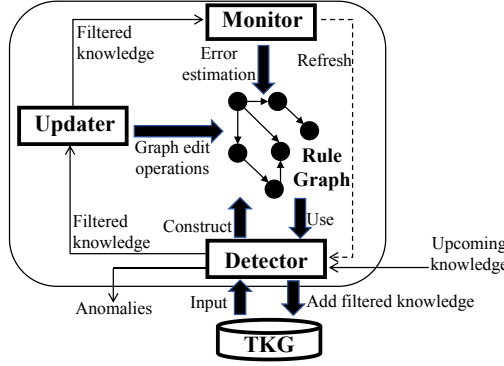 Monitor
Filtered
knowledge
Error
estimation
Refresh
Updater
Graph edit
operations
Rule
Graph
Filtered
knowledge
Construct
Use
Upcoming
knowledge
Detector
Anomalies
Input
Add filtered knowledge
TKG